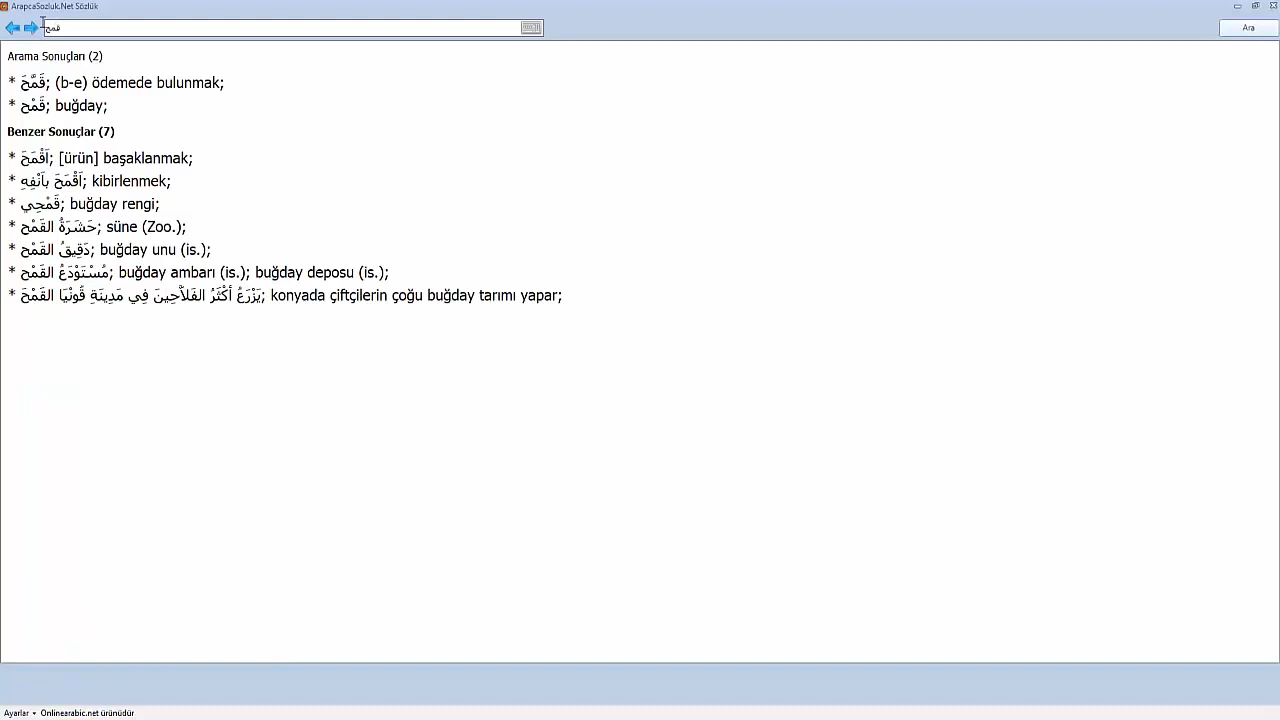 ArapcaSozluk.Net Sözlük
قمح
Ara
Arama Sonuçları (2)
* قَمَّحَ; (b-e) ödemede bulunmak;
* قَمْح; buğday;
Benzer Sonuçlar (7)
* اَقْمَحَ; [ürün] başaklanmak;
* اَقْمَحَ بِاَنْفِهِ; kibirlenmek;
* قَمْحِي; buğday rengi;
* حَشَرَةُ القَمْح; süne (Zoo.);
* دَقِيقُ القَمْح; buğday unu (is.);
* مُسْتَوْدَعُ القَمْح; buğday ambarı (is.); buğday deposu (is.);
* يَزْرَعُ أكْثَرُ الفَلاَّحِينَ فِي مَدِينَةِ قُونْيَا القَمْحَ; konyada çiftçilerin çoğu buğday tarımı yapar;
Ayarlar • Onlinearabic.net ürünüdür